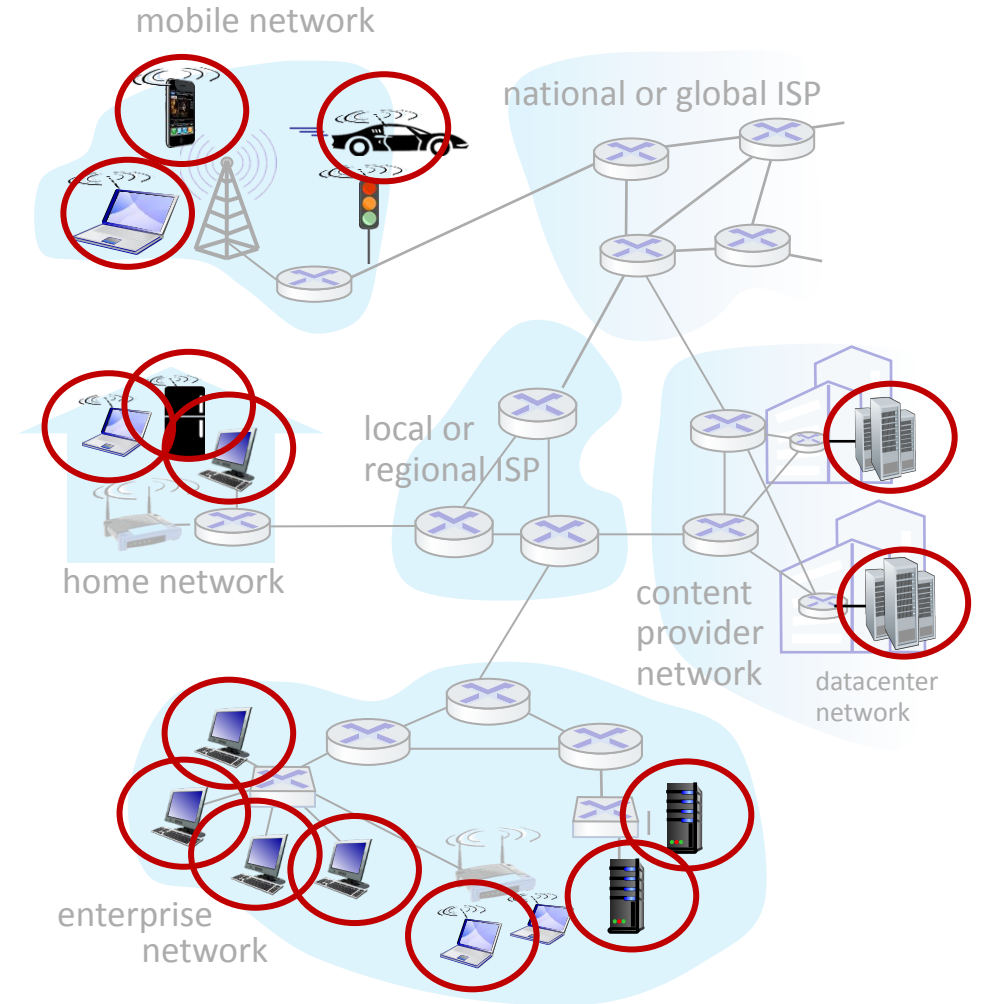 mobile network
national or global ISP
local or
regional ISP
home network
content
provider
network
datacenter
network
enterprise
network